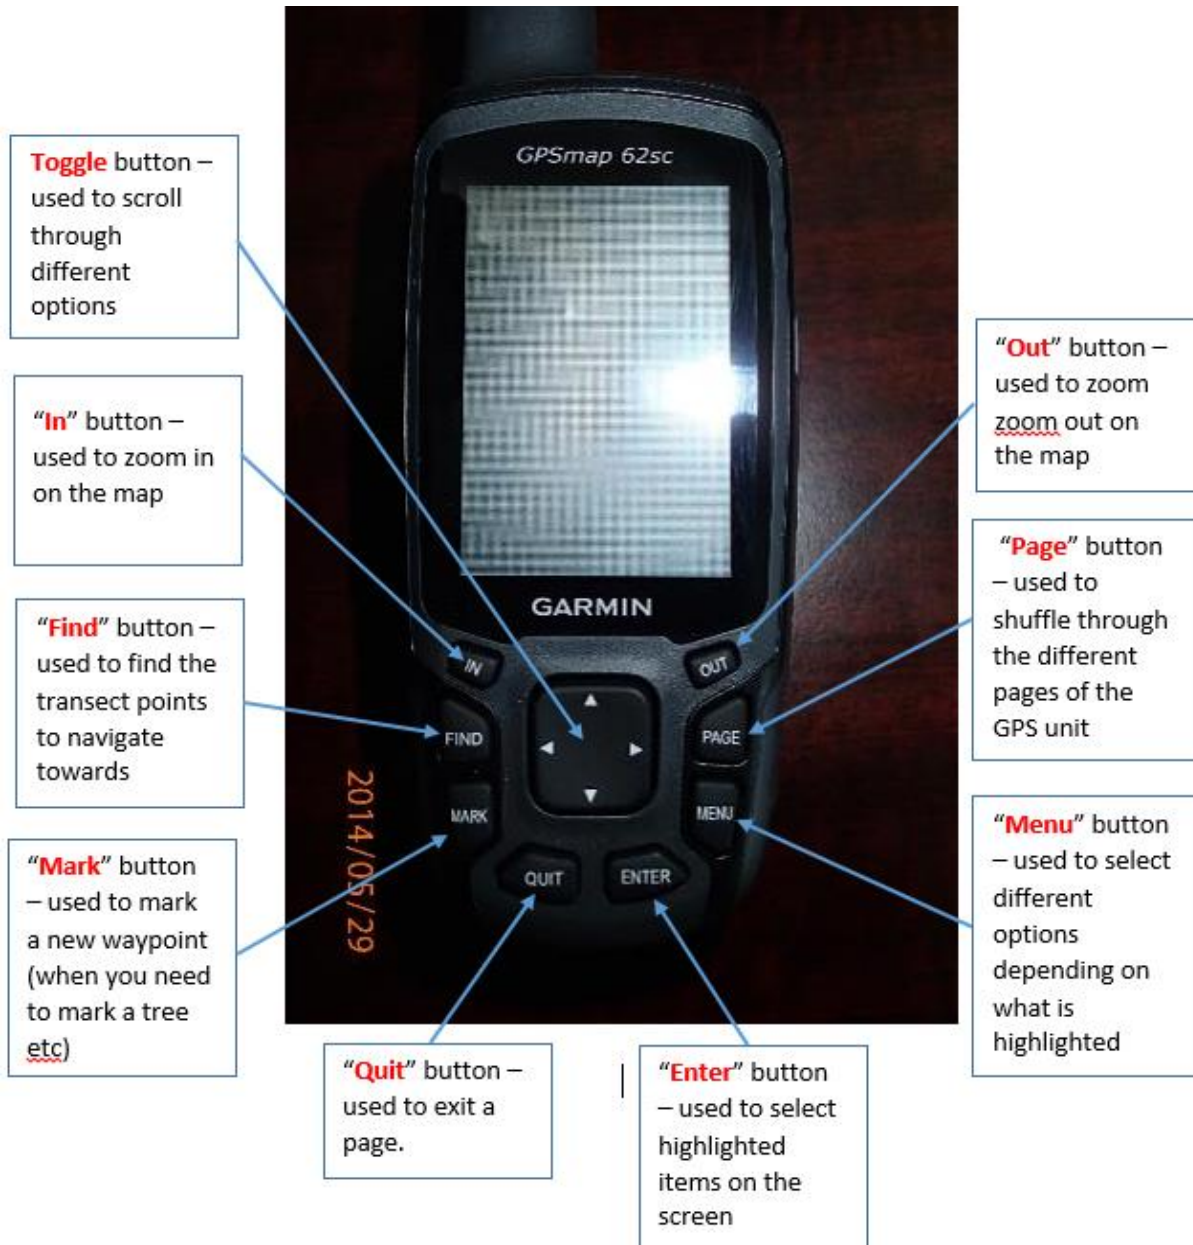 Toggle button –
used to scroll
through
different
options
“In” button –
used to zoom in
on the map
“Find” button –
used to find the
transect points
to navigate
towards
“Mark” button
– used to mark
a new waypoint
(when you need
to mark a tree
etc)
GPSmap 62sc
GARMIN
IN
OUT
FIND
PAGE
MARK
MENU
QUIT
ENTER
2014/05/29
“Out” button –
used to zoom
zoom out on
the map
“Page” button
– used to
shuffle through
the different
pages of the
GPS unit
“Menu” button
– used to select
different
options
depending on
what is
highlighted
“Quit” button –
used to exit a
page.
“Enter” button
– used to select
highlighted
items on the
screen